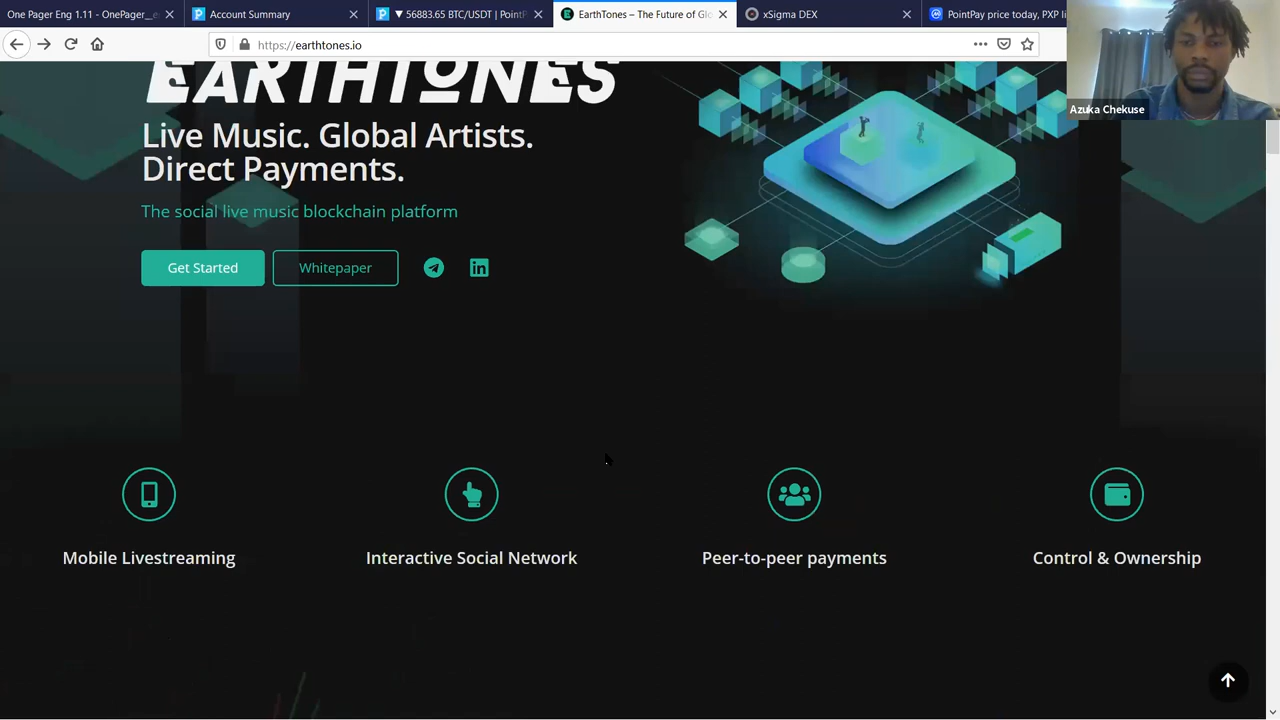 One Pager Eng 1.11 - OnePager_e
Account Summary
▼ 56883.65 BTC/USDT | PointP
EarthTones – The Future of Glo
xSigma DEX
PointPay price today, PXP li
https://earthtones.io
Azuka Chekuse
EARTHTONES
Live Music. Global Artists.
Direct Payments.
The social live music blockchain platform
Get Started
Whitepaper
Mobile Livestreaming
Interactive Social Network
Peer-to-peer payments
Control & Ownership